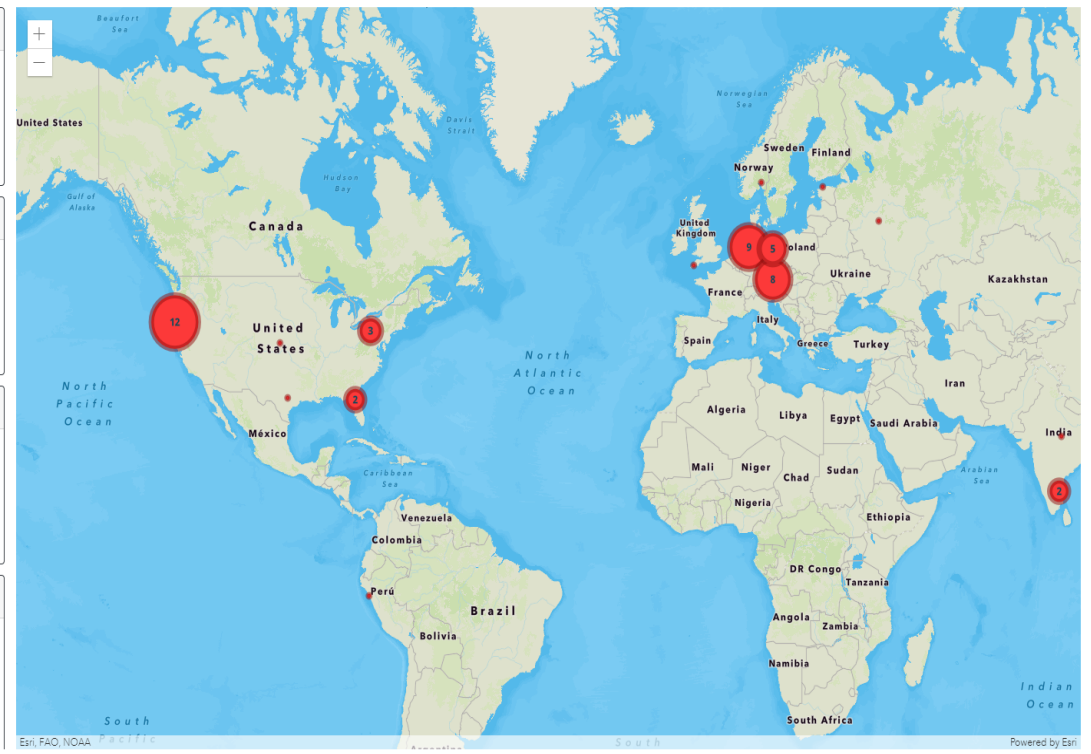 Beaufort
Sea
+
−
United States
Gulf of
Alaska
Canada
Hudson
Bay
Davis
Strait
Norwegian
Sea
Sweden
Finland
Norway
United
Kingdom
9
5
oland
8
France
Ukraine
Kazakhstan
Italy
Spain
Greece
Turkey
12
United
States
3
2
North
Pacific
Ocean
North
Atlantic
Ocean
México
Caribbean
Sea
Iran
Algeria
Libya
Egypt
Saudi Arabia
India
Arabian
Sea
2
Mali
Niger
Chad
Sudan
Nigeria
Ethiopia
Venezuela
Colombia
Perú
Brazil
Bolivia
DR Congo
Tanzania
Angola
Zambia
Namibia
South Africa
Indian
Ocean
South
Pacific
Esri, FAO, NOAA
Argentina
South
Powered by Esri